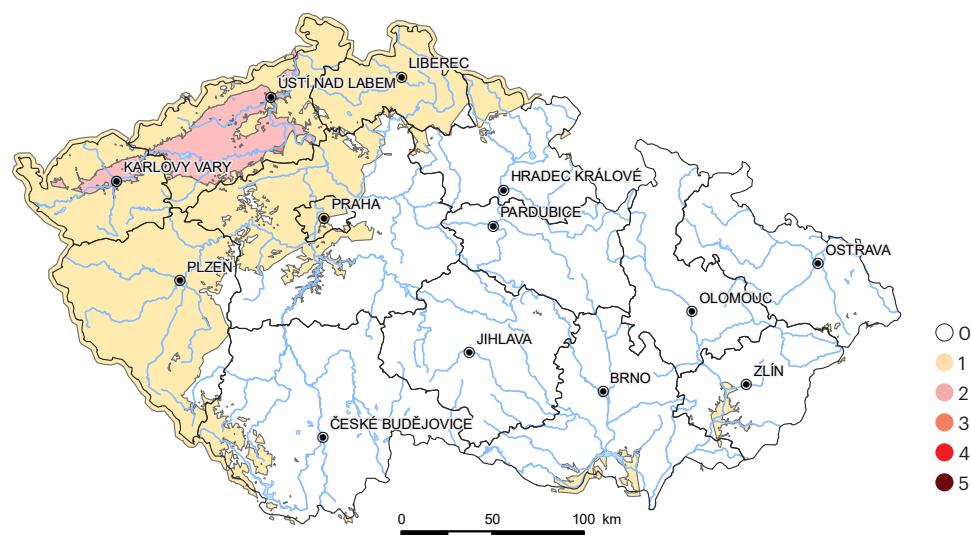 LIBEREC
ÚSTÍ NAD LABEM
KARLOVY VARY
HRADEC KRÁLOVÉ
PRAHA
PARDUBICE
OSTRAVA
PLZEŇ
OLOMOUC
JIHLAVA
ZLÍN
BRNO
ČESKÉ BUDĚJOVICE
0
1
2
3
4
5
0 50 100 km